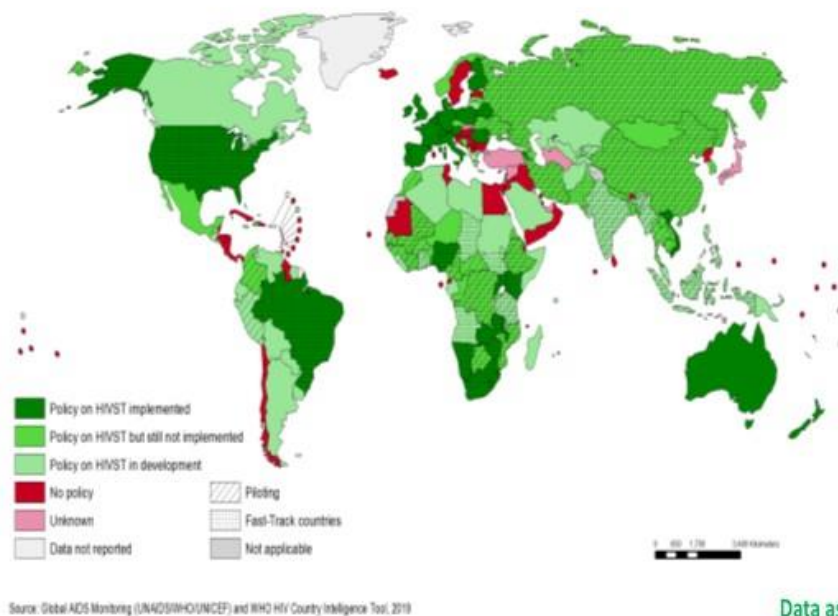 Policy on HIVST implemented
Policy on HIVST but still not implemented
Policy on HIVST in development
No policy
Unknown
Data not reported
Piloting
Fast-Track countries
Not applicable
Source: Global AIDS Monitoring (UNAIDS/WHO/UNICEF) and WHO HIV Country Intelligence Tool, 2019
Data as